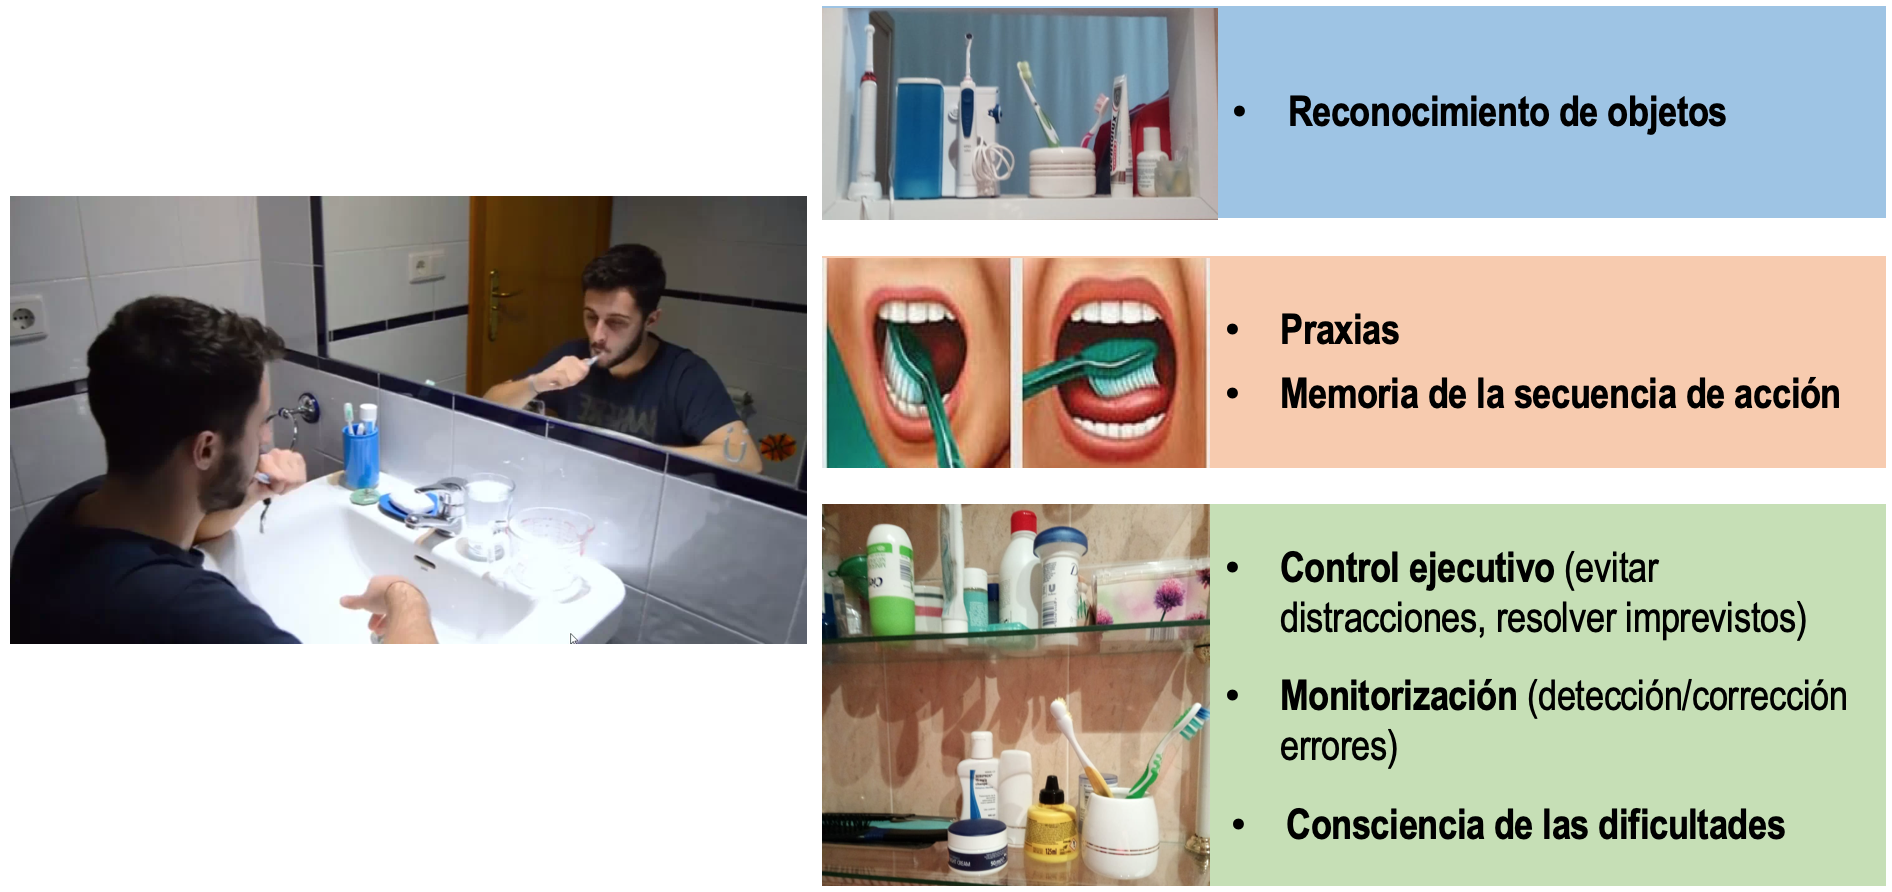 • Reconocimiento de objetos
• Praxias
• Memoria de la secuencia de acción
• Control ejecutivo (evitar
distracciones, resolver imprevistos)
• Monitorización (detección/corrección
errores)
• Consciencia de las dificultades